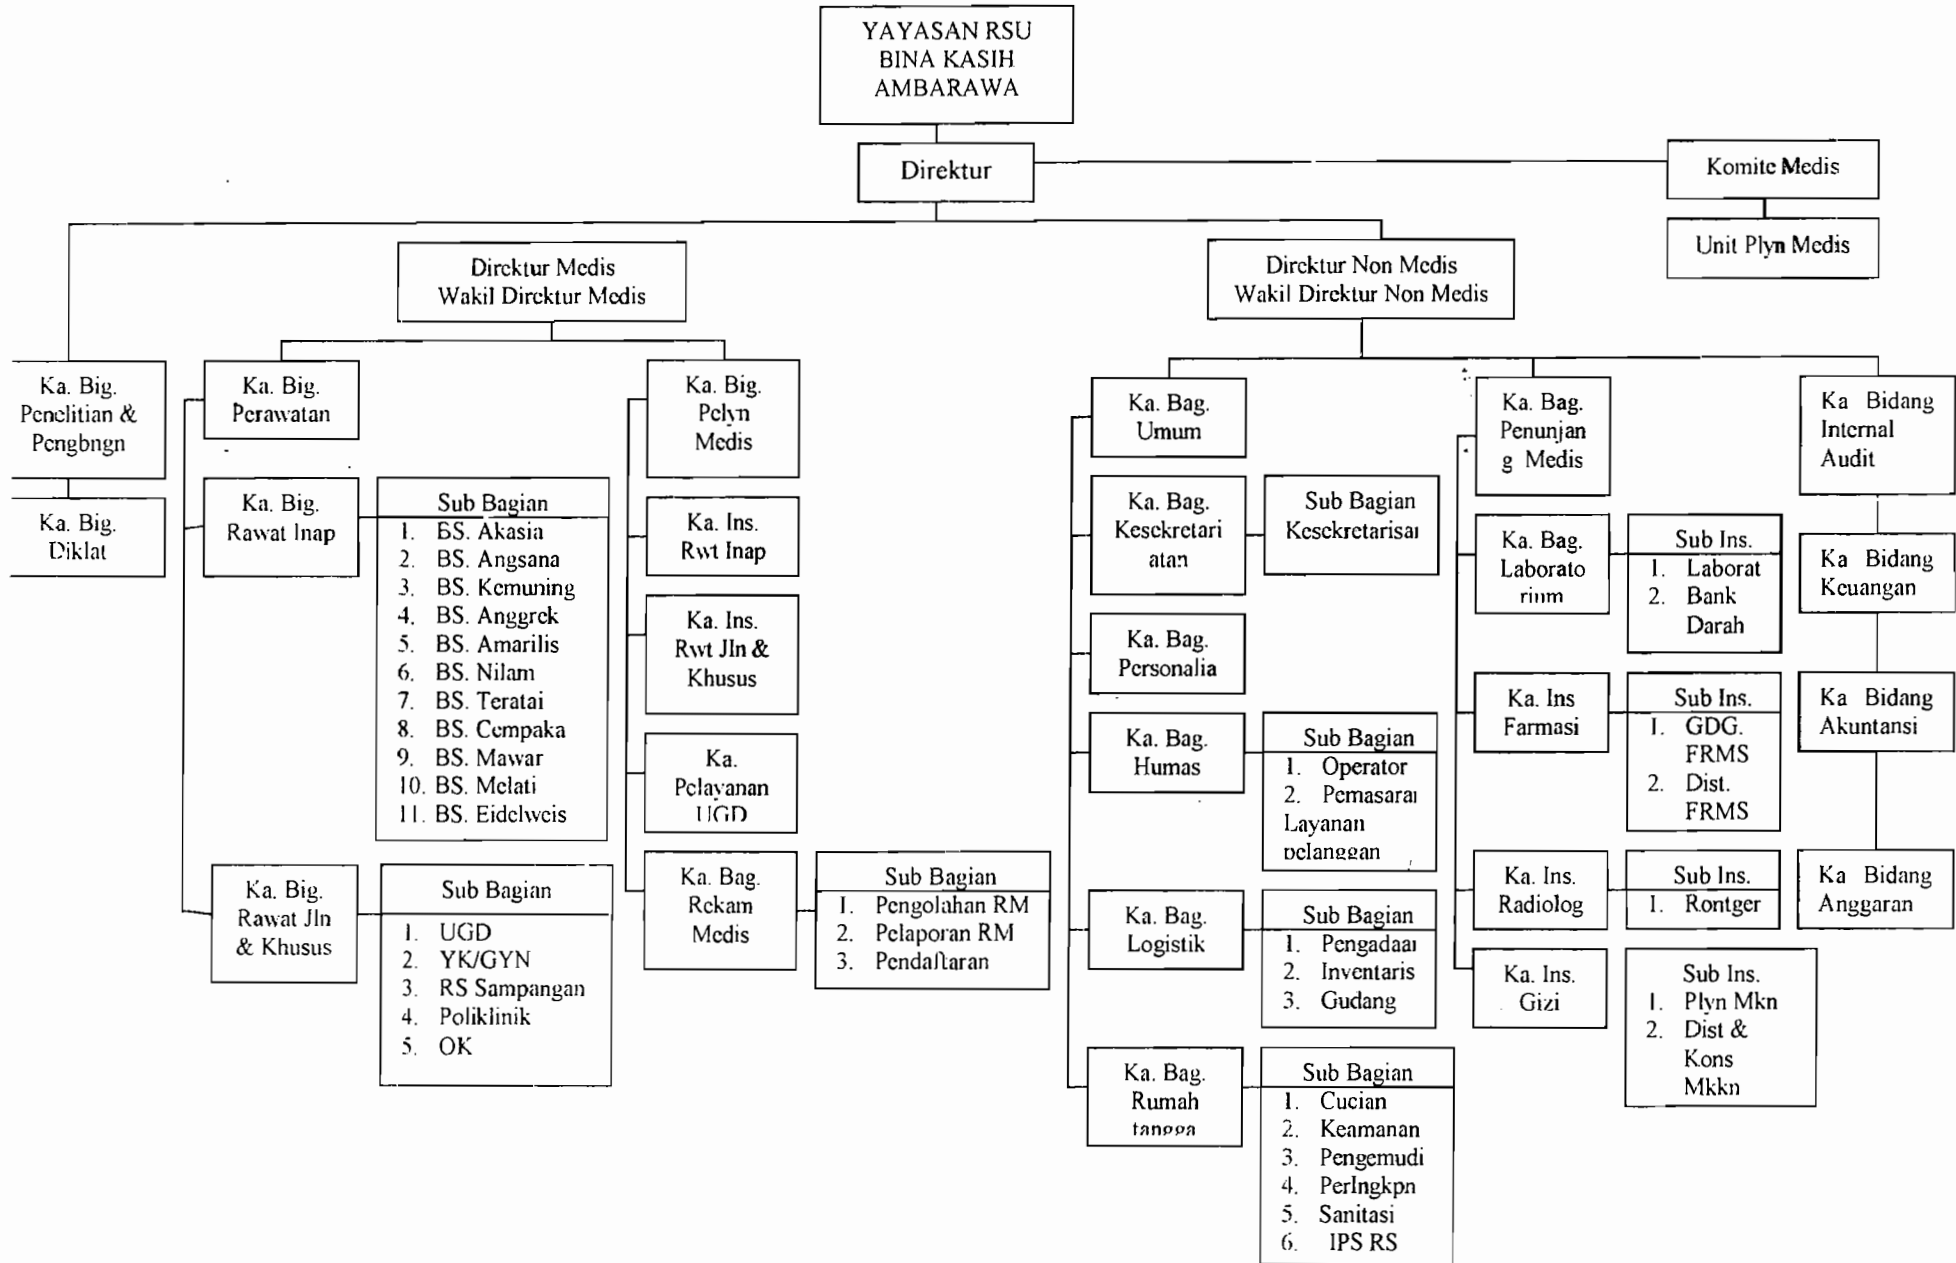 YAYASAN RSU
BINA KASIH
AMBARAWA
Direktur
Komite Medis
Unit Plyn Medis
Direktur Medis
Wakil Direktur Medis
Direktur Non Medis
Wakil Direktur Non Medis
Ka. Big.
Penelitian &
Pengbngn
Ka. Big.
Diklat
Ka. Big.
Perawatan
Ka. Big.
Rawat Inap
Sub Bagian
1. BS. Akasia
2. BS. Angsana
3. BS. Kemuning
4. BS. Anggrek
5. BS. Amarilis
6. BS. Nilam
7. BS. Teratai
8. BS. Cempaka
9. BS. Mawar
10. BS. Melati
11. BS. Eidelweis
Ka. Big.
Rawat Jln
& Khusus
Sub Bagian
1. UGD
2. YK/GYN
3. RS Sampangan
4. Poliklinik
5. OK
Ka. Big.
Pelyn
Medis
Ka. Ins.
Rwt Inap
Ka. Ins.
Rwt Jln &
Khusus
Ka.
Pelayanan
UGD
Ka. Bag.
Rekam
Medis
Sub Bagian
1. Pengolahan RM
2. Pelaporan RM
3. Pendaftaran
Ka. Bag.
Umum
Ka. Bag.
Kesekretari
atan
Sub Bagian
Kesekretarisai
Ka. Bag.
Personalia
Ka. Bag.
Humas
Sub Bagian
1. Operator
2. Pemasarai
Layanan
pelanggan
Ka. Bag.
Logistik
Sub Bagian
1. Pengadaai
2. Inventaris
3. Gudang
Ka. Bag.
Rumah
tangga
Sub Bagian
1. Cucian
2. Keamanan
3. Pengemudi
4. Perlngkpn
5. Sanitasi
6. IPS RS
Ka. Bag.
Penunjan
g Medis
Ka. Bag.
Laborato
rium
Sub Ins.
1. Laborat
2. Bank
Darah
Ka. Ins
Farmasi
Sub Ins.
1. GDG.
FRMS
2. Dist.
FRMS
Ka. Ins.
Radiolog
Sub Ins.
1. Rontger
Ka. Ins.
Gizi
Sub Ins.
1. Plyn Mkn
2. Dist &
Kons
Mkkn
Ka Bidang
Internal
Audit
Ka Bidang
Keuangan
Ka Bidang
Akuntansi
Ka Bidang
Anggaran